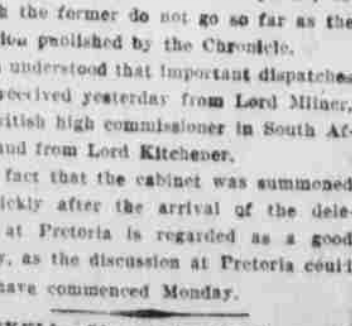 h the former do not go so far as the
published by the Chronicle.
understood that important dispatches
received yesterday from Lord Milner,
ritish high commissioner in South Af-
and from Lord Kitchener.
fact that the cabinet was summoned
ickly after the arrival of the dele-
at Pretoria is regarded as a good
y, as the discussion at Pretoria could
have commenced Monday.